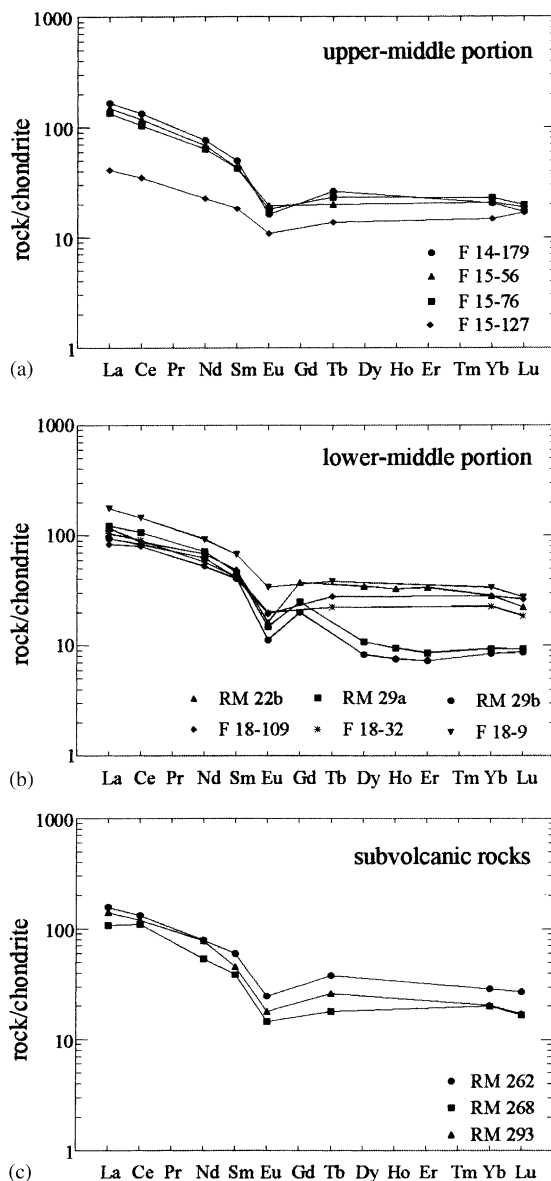 1000
upper-middle portion
100
rock/chondrite
10
F 14-179
F 15-56
F 15-76
F 15-127
1
(a)
La Ce Pr Nd Sm Eu Gd Tb Dy Ho Er Tm Yb Lu
1000
lower-middle portion
100
rock/chondrite
10
RM 22b RM 29a RM 29b
F 18-109 F 18-32 F 18-9
1
(b)
La Ce Pr Nd Sm Eu Gd Tb Dy Ho Er Tm Yb Lu
1000
subvolcanic rocks
100
rock/chondrite
10
RM 262
RM 268
RM 293
1
(c)
La Ce Pr Nd Sm Eu Gd Tb Dy Ho Er Tm Yb Lu